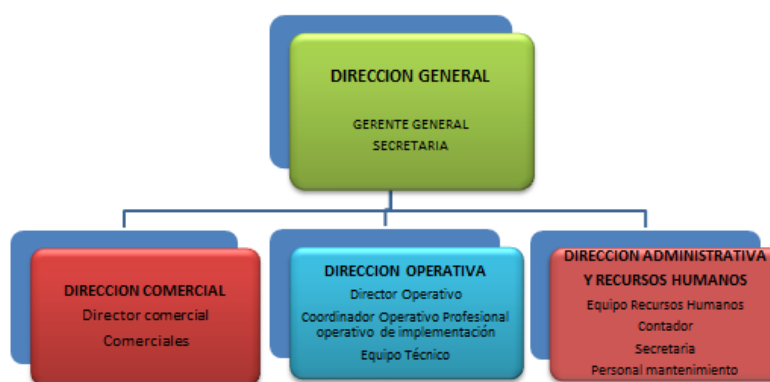 DIRECCION GENERAL
GERENTE GENERAL
SECRETARIA
DIRECCION COMERCIAL
Director comercial
Comerciales
DIRECCION OPERATIVA
Director Operativo
Coordinador Operativo Profesional
operativo de implementación
Equipo Técnico
DIRECCION ADMINISTRATIVA
Y RECURSOS HUMANOS
Equipo Recursos Humanos
Contador
Secretaria
Personal mantenimiento